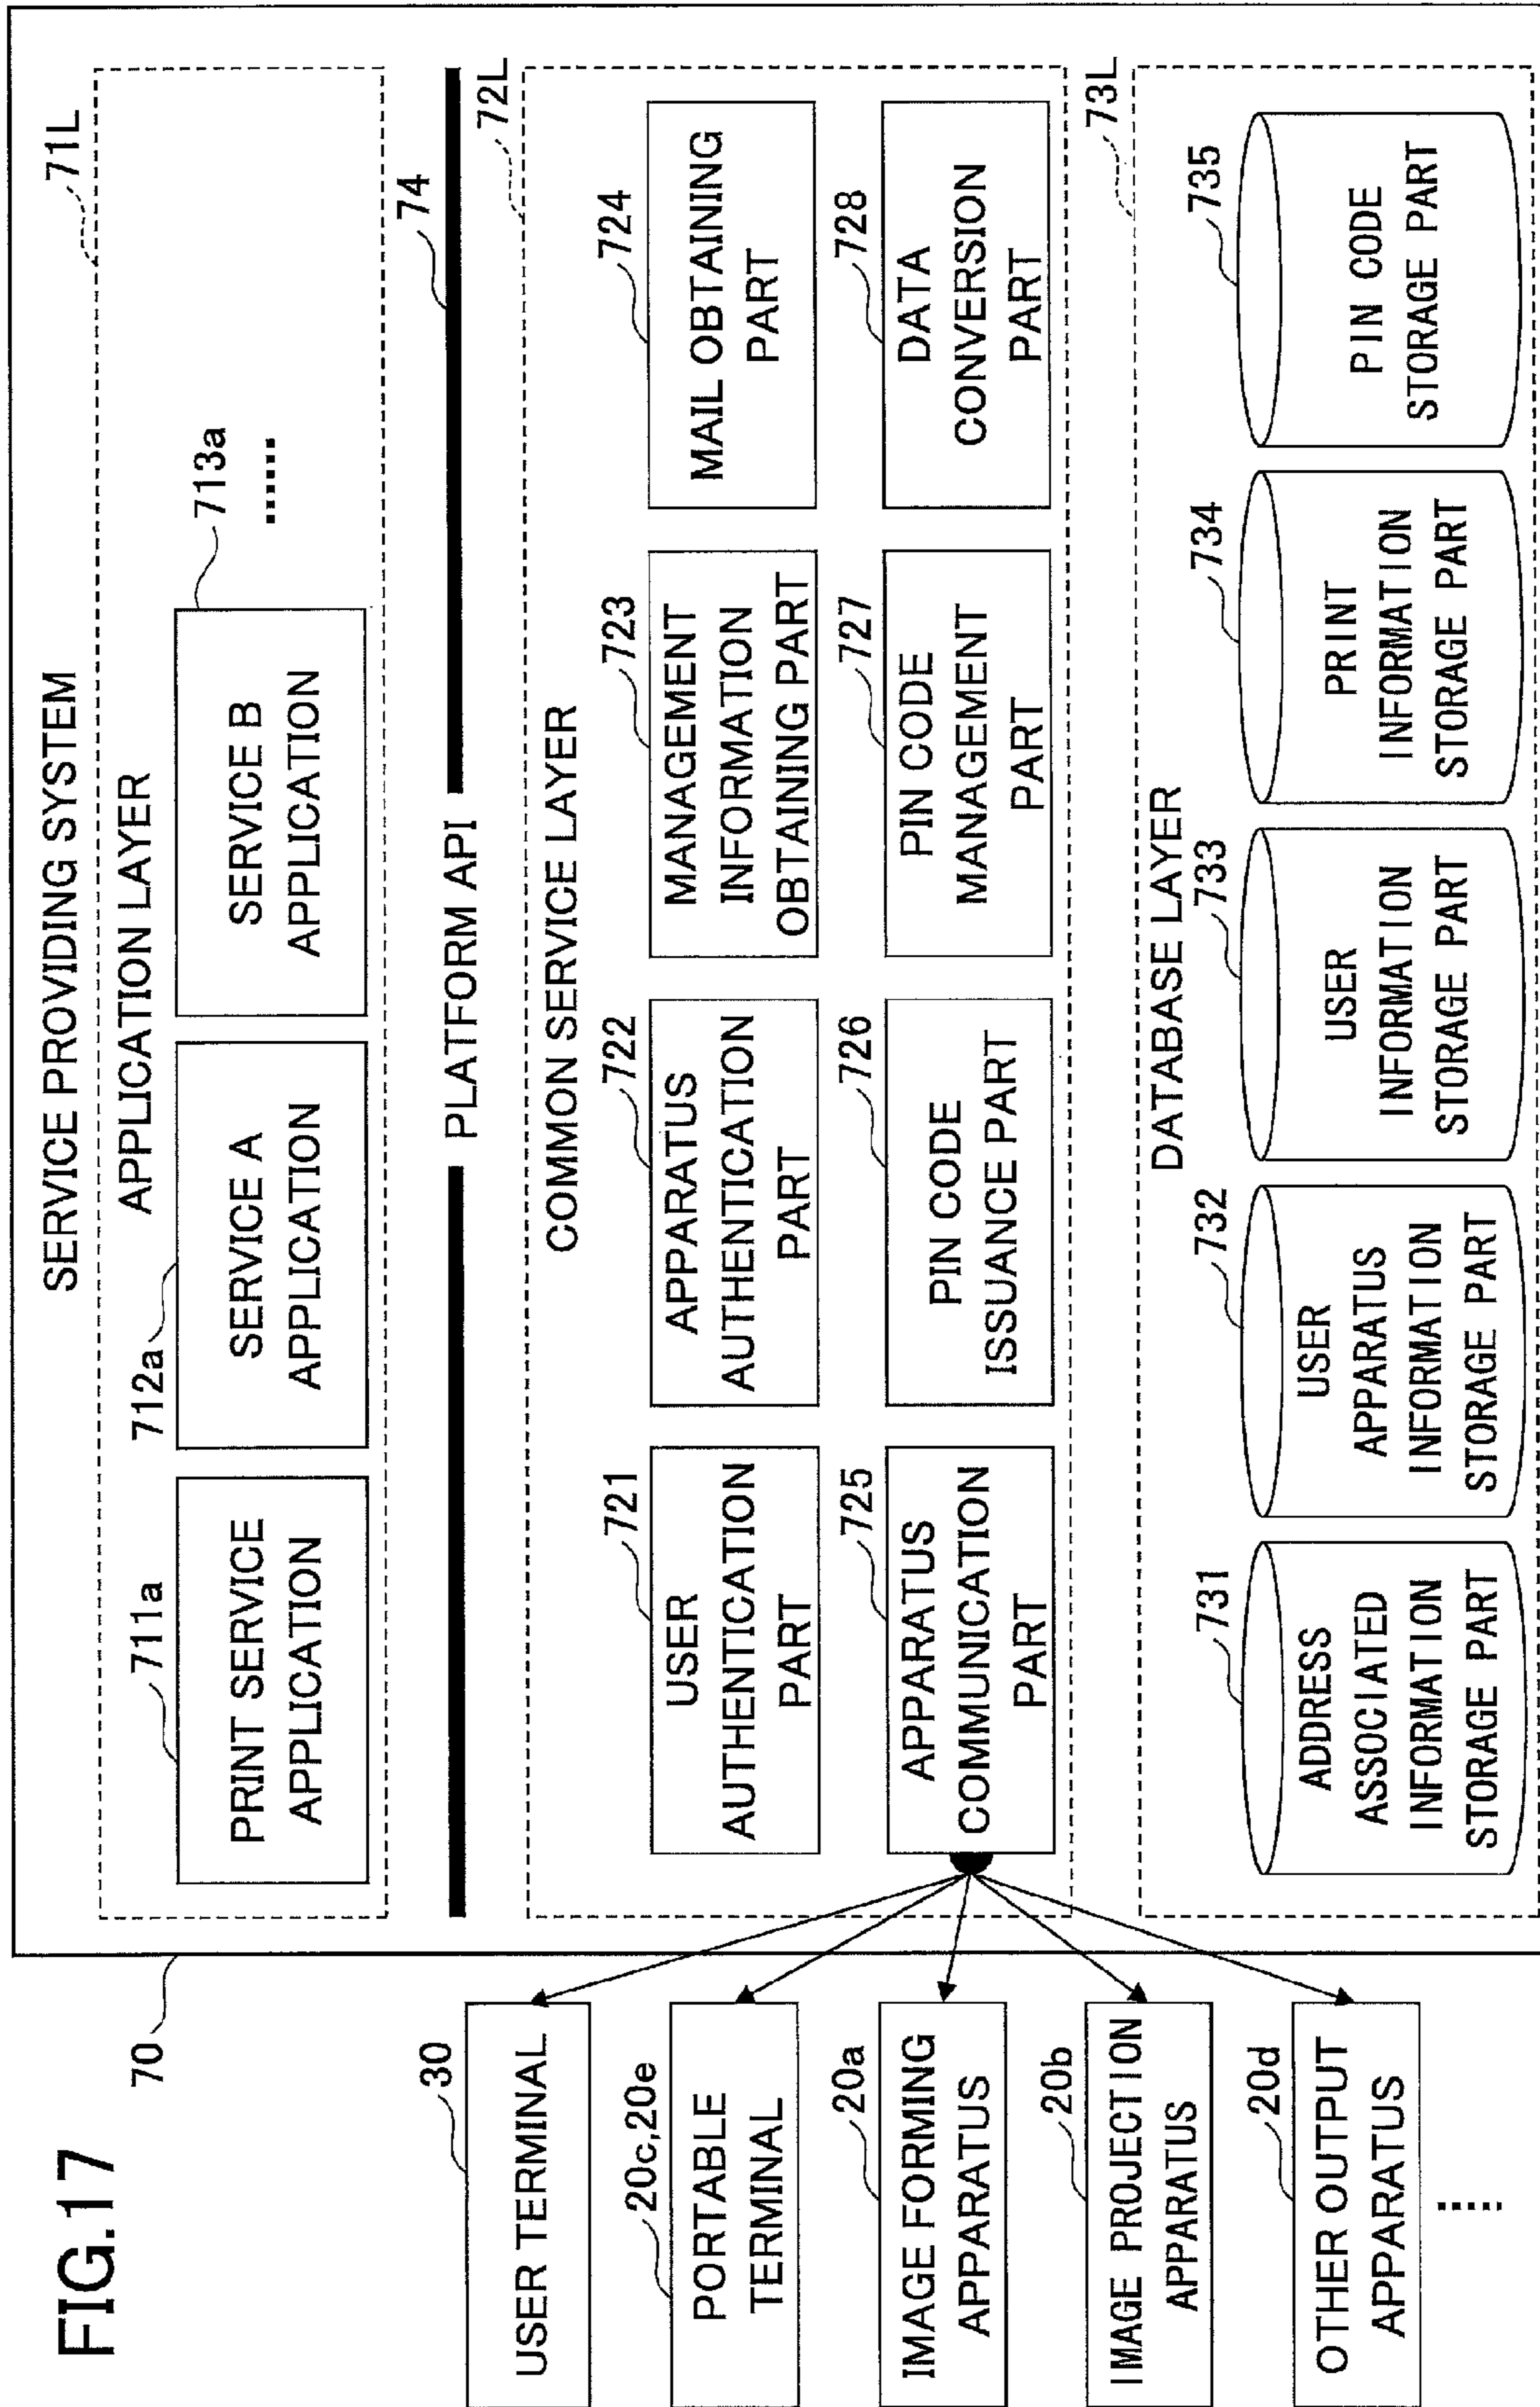 FIG.17
70
SERVICE PROVIDING SYSTEM
71L
APPLICATION LAYER
711a
PRINT SERVICE
APPLICATION
712a
SERVICE A
APPLICATION
713a
SERVICE B
APPLICATION
......
74
PLATFORM API
72L
COMMON SERVICE LAYER
721
USER
AUTHENTICATION
PART
722
APPARATUS
AUTHENTICATION
PART
723
MANAGEMENT
INFORMATION
OBTAINING PART
724
MAIL OBTAINING
PART
725
APPARATUS
COMMUNICATION
PART
726
PIN CODE
ISSUANCE PART
727
PIN CODE
MANAGEMENT
PART
728
DATA
CONVERSION
PART
73L
DATABASE LAYER
731
ADDRESS
ASSOCIATED
INFORMATION
STORAGE PART
732
USER
APPARATUS
INFORMATION
STORAGE PART
733
USER
INFORMATION
STORAGE PART
734
PRINT
INFORMATION
STORAGE PART
735
PIN CODE
STORAGE PART
30
USER TERMINAL
20c,20e
PORTABLE
TERMINAL
20a
IMAGE FORMING
APPARATUS
20b
IMAGE PROJECTION
APPARATUS
20d
OTHER OUTPUT
APPARATUS